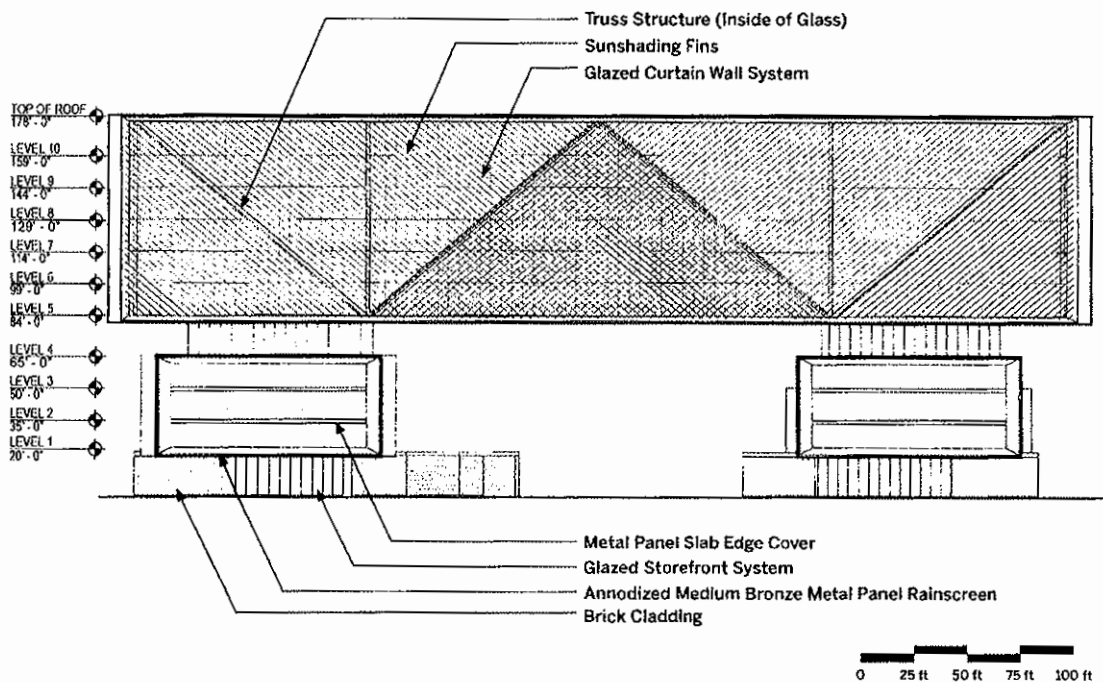 Truss Structure (Inside of Glass)
Sunshading Fins
Glazed Curtain Wall System
TOP OF ROOF
178' - 0"
LEVEL 10
159' - 0"
LEVEL 9
144' - 0"
LEVEL 8
129' - 0"
LEVEL 7
114' - 0"
LEVEL 6
99' - 0"
LEVEL 5
84' - 0"
LEVEL 4
65' - 0"
LEVEL 3
50' - 0"
LEVEL 2
35' - 0"
LEVEL 1
20' - 0"
Metal Panel Slab Edge Cover
Glazed Storefront System
Annodized Medium Bronze Metal Panel Rainscreen
Brick Cladding
0 25 ft 50 ft 75 ft 100 ft